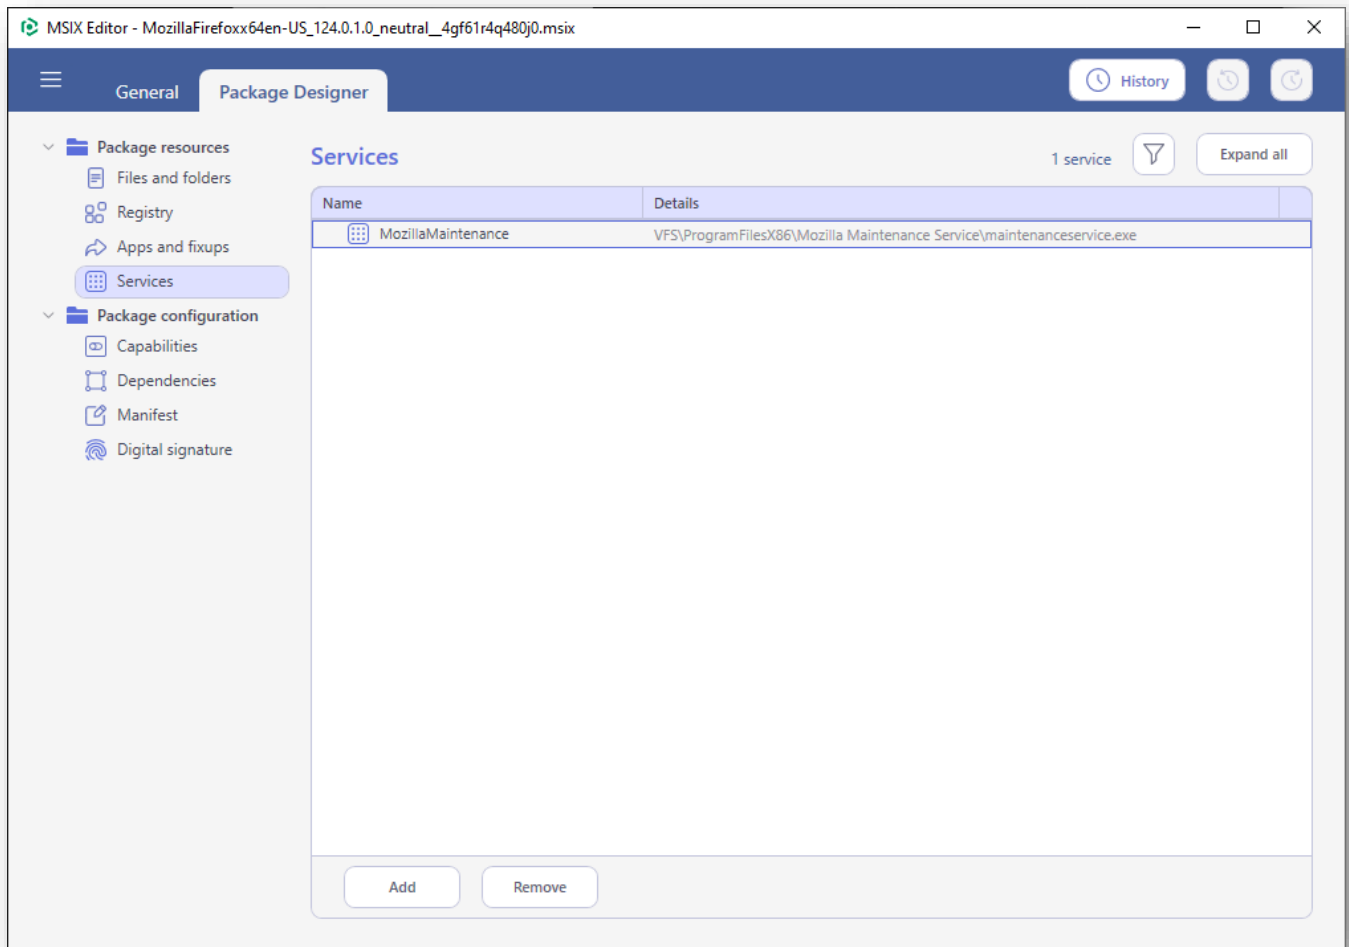 MSIX Editor - MozillaFirefoxx64en-US_124.0.1.0_neutral__4gf61r4q480j0.msix
General
Package Designer
History
Package resources
Files and folders
Registry
Apps and fixups
Services
Package configuration
Capabilities
Dependencies
Manifest
Digital signature
Services
1 service
Expand all
Name Details
MozillaMaintenance VFS\ProgramFilesX86\Mozilla Maintenance Service\maintenanceservice.exe
Add
Remove